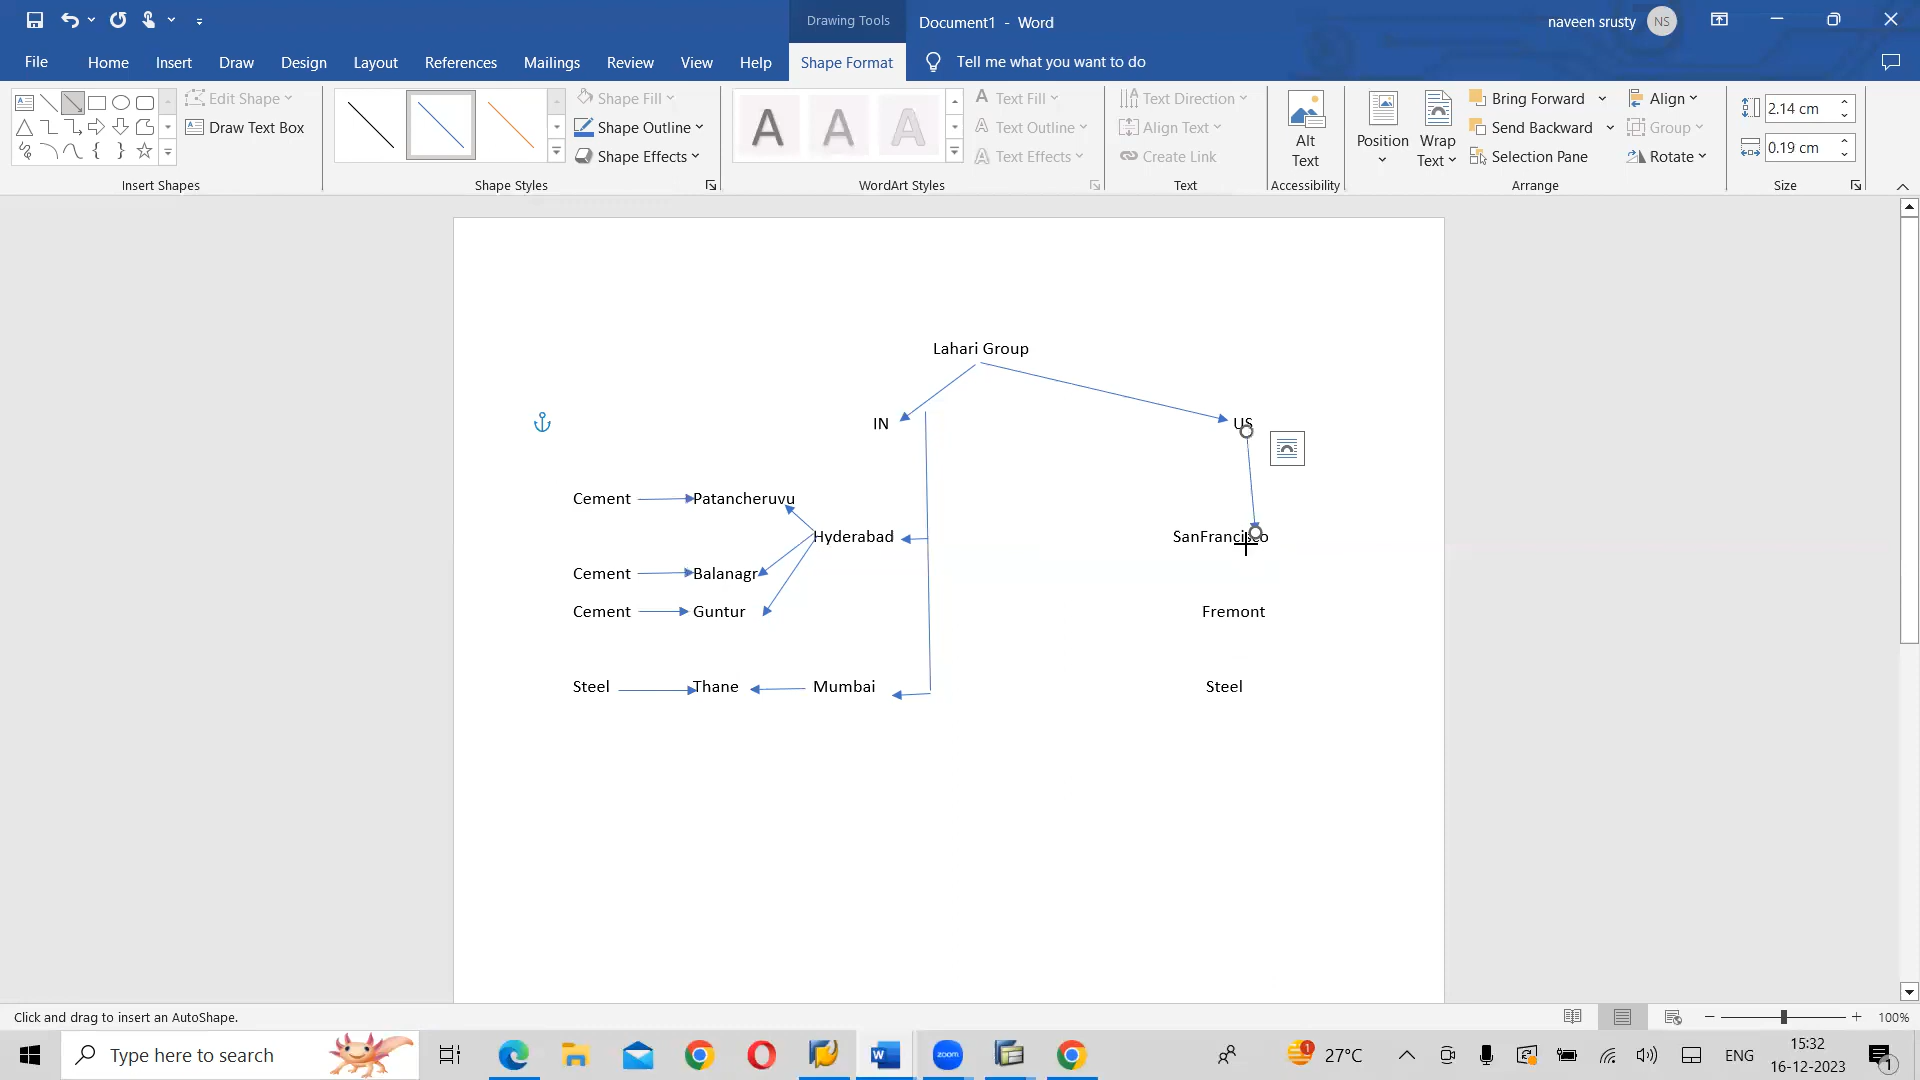 Drawing Tools
Document1 - Word
naveen srusty
NS
File
Home
Insert
Draw
Design
Layout
References
Mailings
Review
View
Help
Shape Format
Tell me what you want to do
Edit Shape
Draw Text Box
Insert Shapes
Shape Fill
Shape Outline
Shape Effects
Shape Styles
A A A
WordArt Styles
Text Fill
Text Outline
Text Effects
Text Direction
Align Text
Create Link
Text
Alt
Text
Accessibility
Position
Wrap
Text
Bring Forward
Send Backward
Selection Pane
Align
Group
Rotate
Arrange
2.14 cm
0.19 cm
Size
Lahari Group
IN
US
Cement
Patancheruvu
Hyderabad
SanFrancisco
Cement
Balanagr
Cement
Guntur
Fremont
Steel
Thane
Mumbai
Steel
Click and drag to insert an AutoShape.
100%
Type here to search
zoom
1
27°C
ENG
15:32
16-12-2023
1